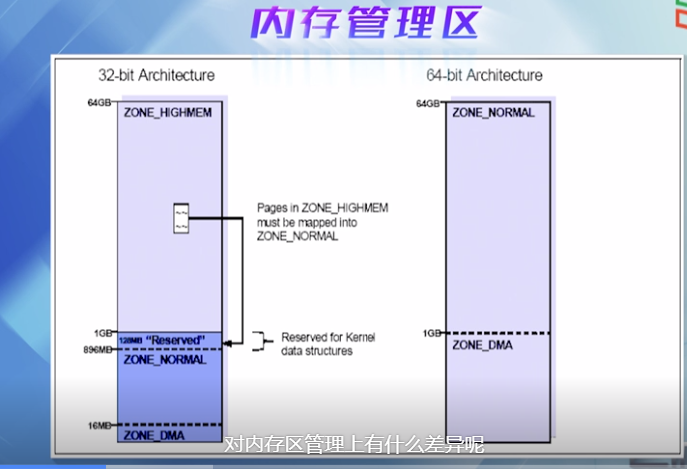 内存管理区
32-bit Architecture
64-bit Architecture
64GB
ZONE_HIGHMEM
64GB
ZONE_NORMAL
Pages in ZONE_HIGHMEM
must be mapped into
ZONE_NORMAL
1GB
128MB "Reserved"
896MB
ZONE_NORMAL
Reserved for Kernel
data structures
1GB
ZONE_DMA
16MB
ZONE_DMA
对内存区管理上有什么差异呢